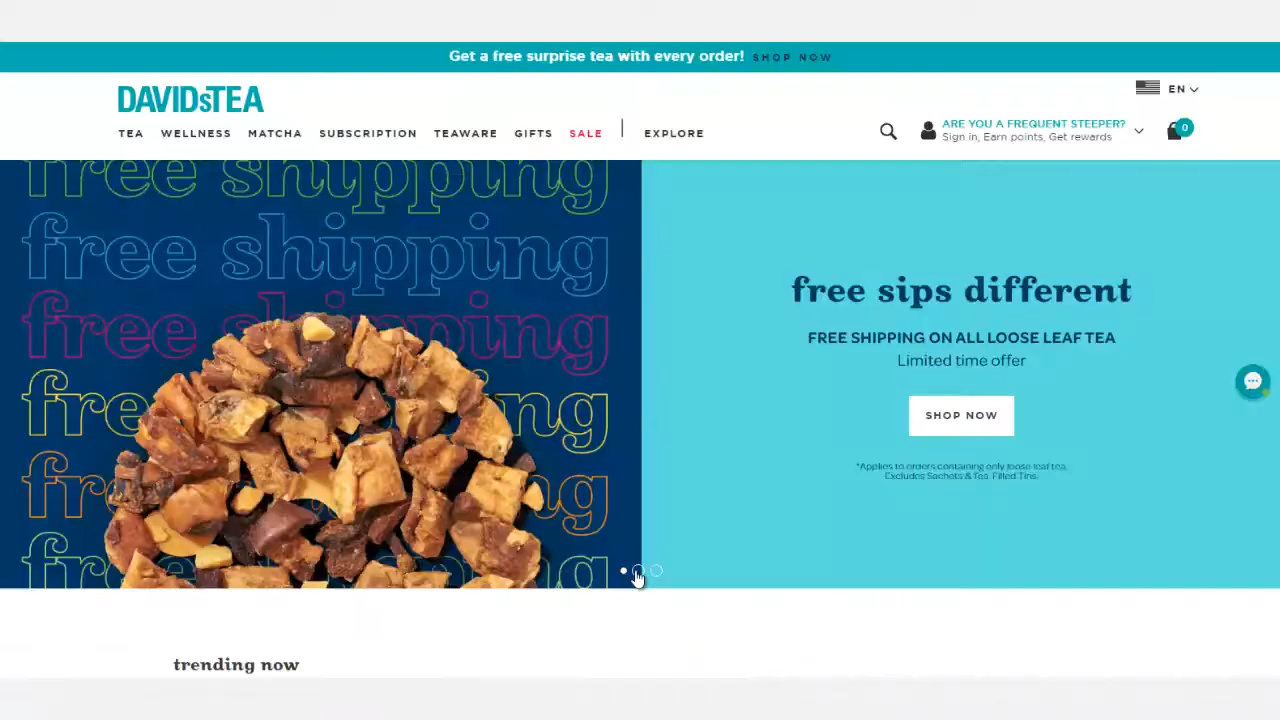 Get a free surprise tea with every order! SHOP NOW
DAVIDsTEA
EN
TEA WELLNESS MATCHA SUBSCRIPTION TEAWARE GIFTS SALE EXPLORE
ARE YOU A FREQUENT STEEPER?
Sign in, Earn points, Get rewards
0
free shipping
free shipping
free shipping
free shipping
free shipping
free shipping
free sips different
FREE SHIPPING ON ALL LOOSE LEAF TEA
Limited time offer
SHOP NOW
*Applies to orders containing only loose leaf tea.
Excludes Sachets & Tea-Filled Tins.
trending now